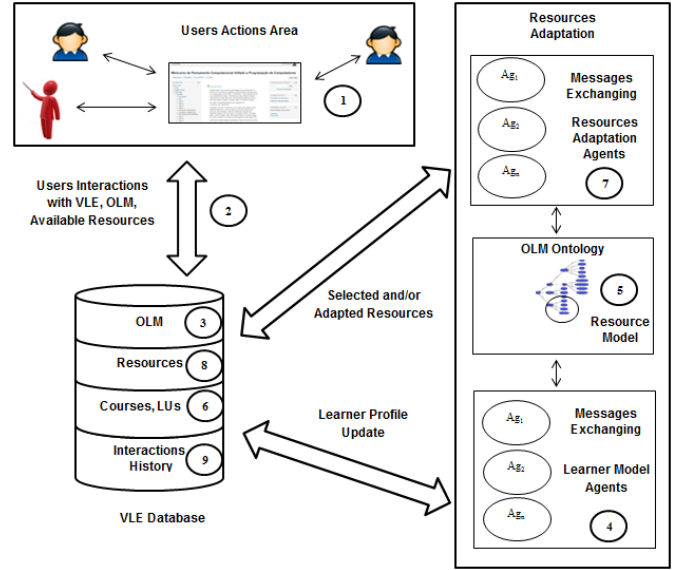 Users Actions Area
1
Users Interactions
with VLE, OLM,
Available Resources
2
OLM
3
Resources
8
Courses, LUs
6
Interactions
History
9
VLE Database
Selected and/or
Adapted Resources
Learner Profile
Update
Resources
Adaptation
Ag1
Messages
Exchanging
Ag2
Resources
Adaptation
Agents
Agn
7
OLM Ontology
5
Resource
Model
Ag1
Messages
Exchanging
Ag2
Learner Model
Agents
Agn
4